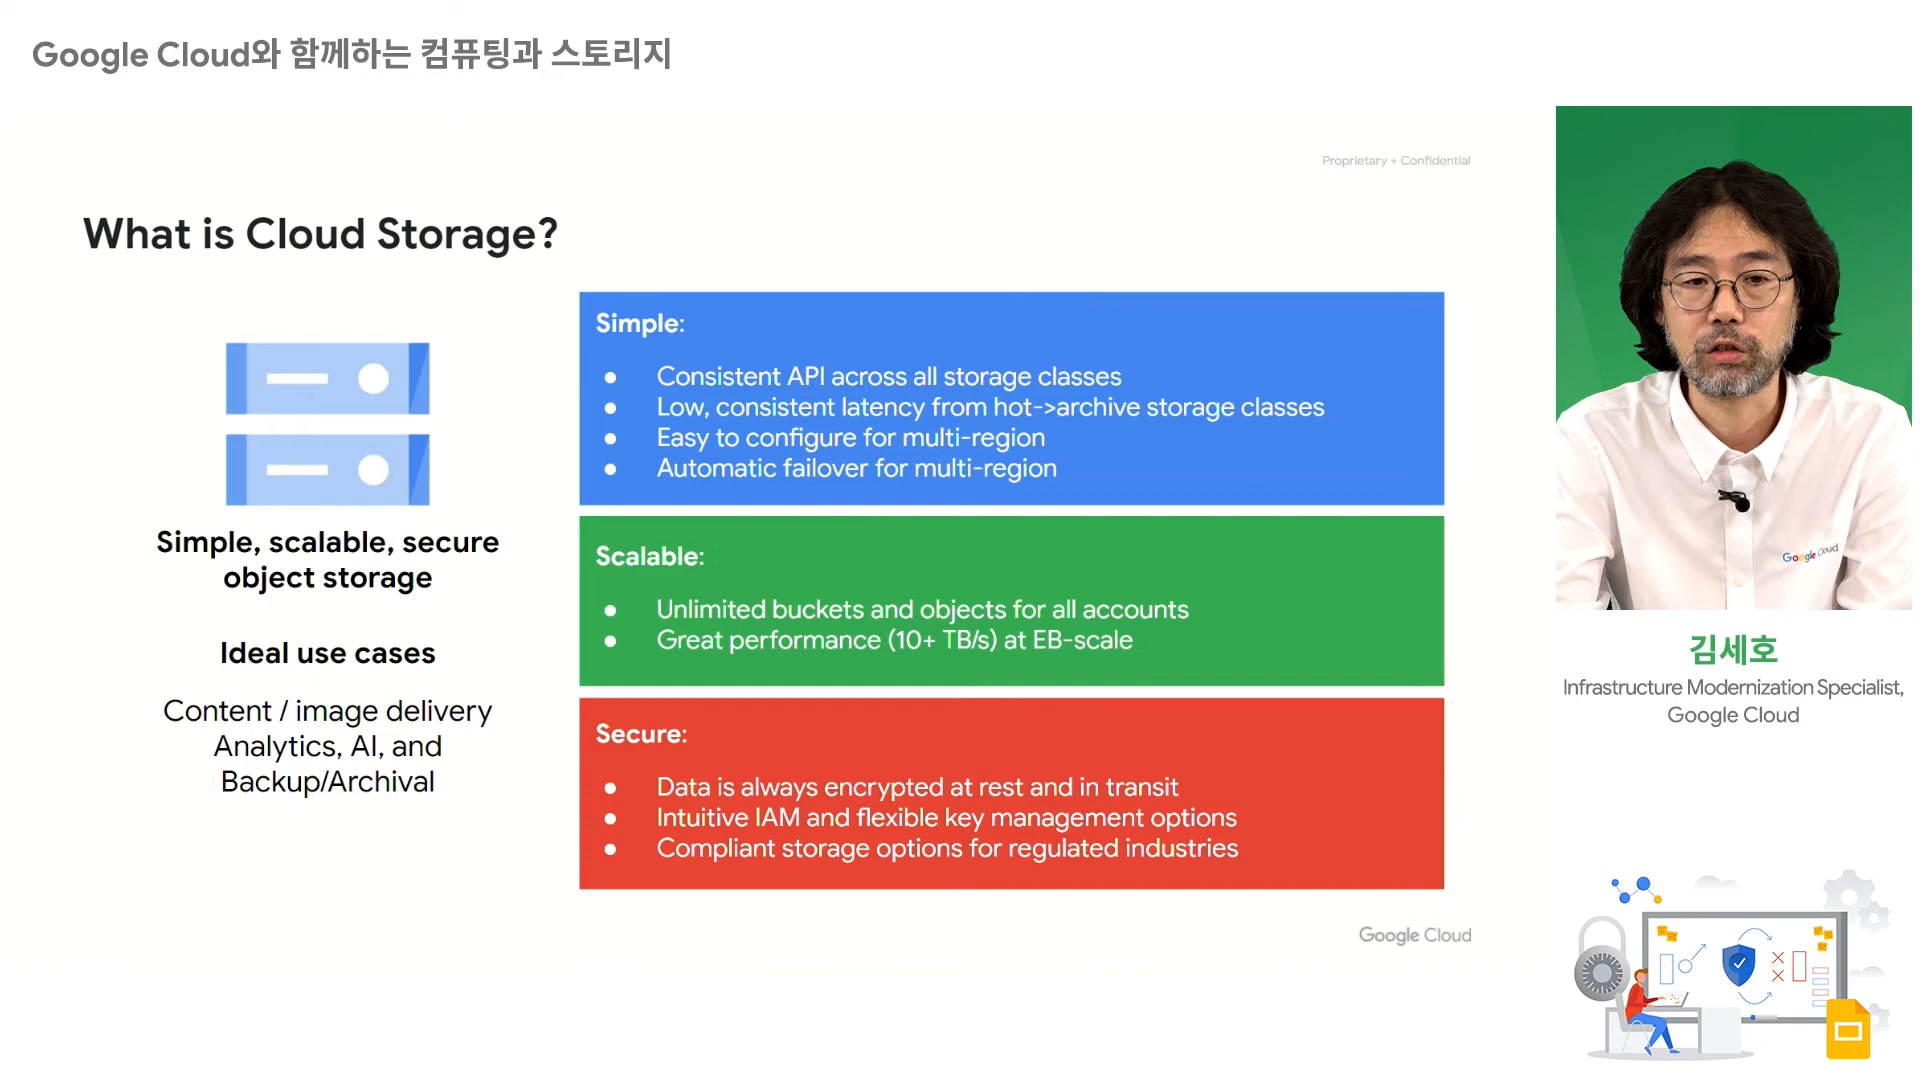 Google Cloud와 함께하는 컴퓨팅과 스토리지
Proprietary + Confidential
What is Cloud Storage?
Simple, scalable, secure
object storage
Ideal use cases
Content / image delivery
Analytics, AI, and
Backup/Archival
Simple:
● Consistent API across all storage classes
● Low, consistent latency from hot->archive storage classes
● Easy to configure for multi-region
● Automatic failover for multi-region
Scalable:
● Unlimited buckets and objects for all accounts
● Great performance (10+ TB/s) at EB-scale
Secure:
● Data is always encrypted at rest and in transit
● Intuitive IAM and flexible key management options
● Compliant storage options for regulated industries
Google Cloud
Google Cloud
김세호
Infrastructure Modernization Specialist,
Google Cloud